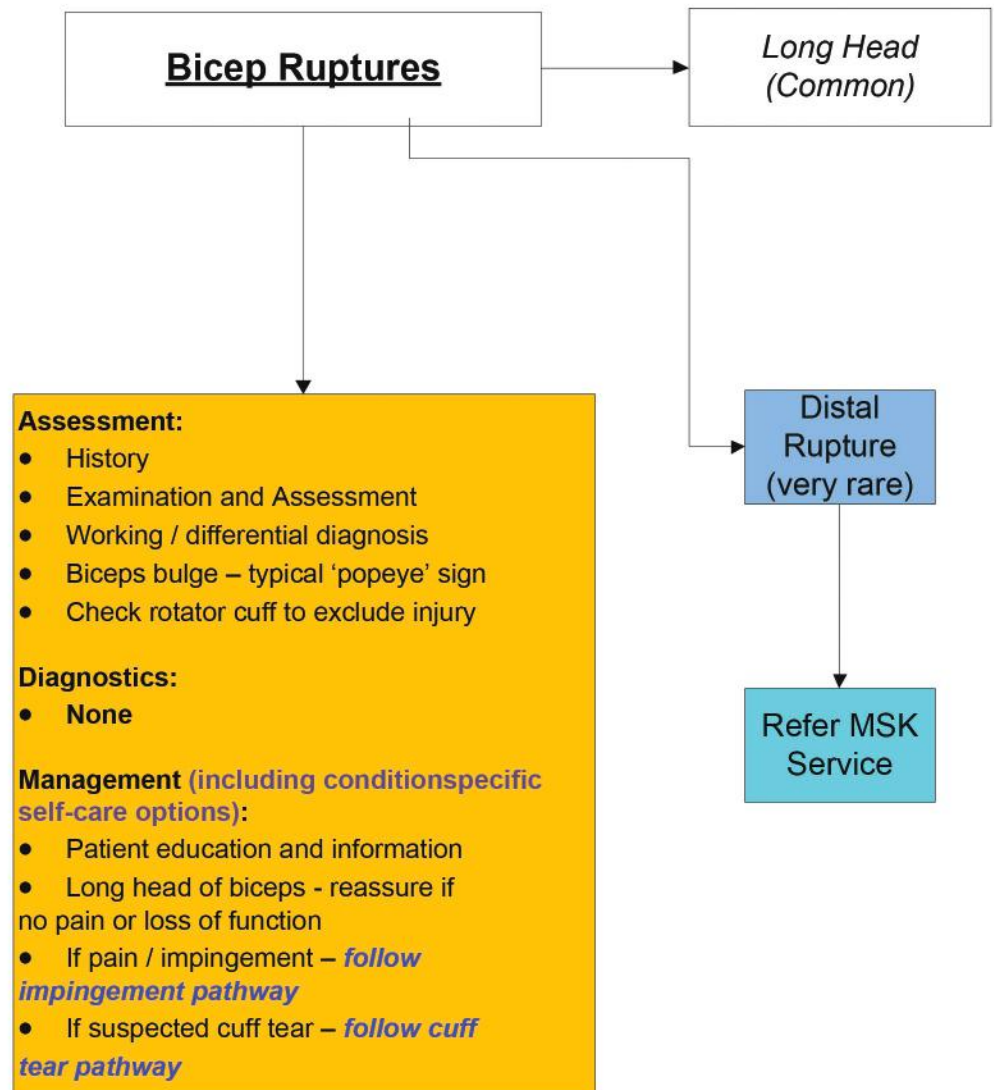 Bicep Ruptures
Long Head
(Common)
Assessment:
● History
● Examination and Assessment
● Working / differential diagnosis
● Biceps bulge – typical ‘popeye’ sign
● Check rotator cuff to exclude injury
Diagnostics:
● None
Management (including conditionspecific
self-care options):
● Patient education and information
● Long head of biceps - reassure if
no pain or loss of function
● If pain / impingement – follow
impingement pathway
● If suspected cuff tear – follow cuff
tear pathway
Distal
Rupture
(very rare)
Refer MSK
Service